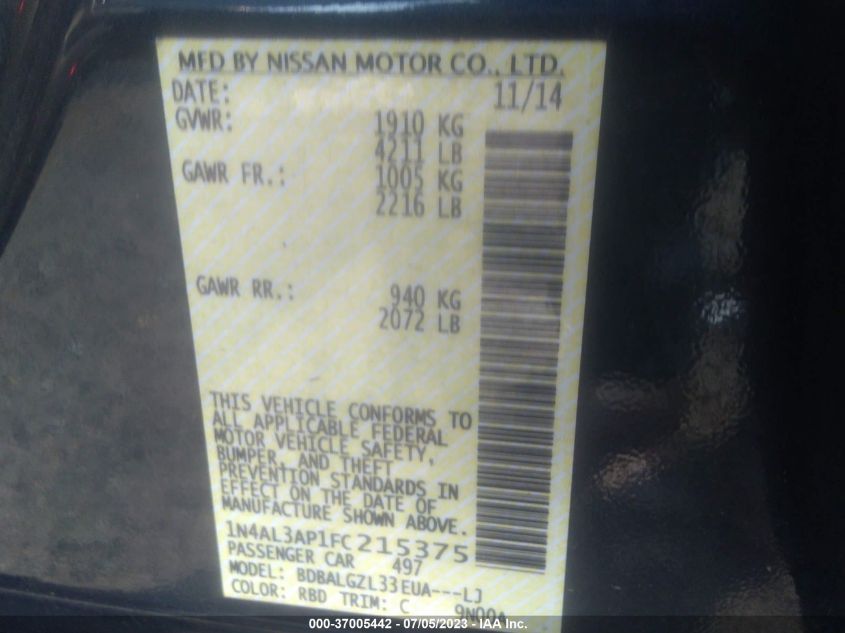 MFD BY NISSAN MOTOR CO., LTD.
DATE: 11/14
GVWR: 1910 KG
4211 LB
GAWR FR.: 1005 KG
2216 LB
GAWR RR.: 940 KG
2072 LB
THIS VEHICLE CONFORMS TO
ALL APPLICABLE FEDERAL
MOTOR VEHICLE SAFETY,
BUMPER, AND THEFT
PREVENTION STANDARDS IN
EFFECT ON THE DATE OF
MANUFACTURE SHOWN ABOVE.
1N4AL3AP1FC215375
PASSENGER CAR 497
MODEL: BDBALGZL33EUA---LJ
COLOR: RBD TRIM: C
000-37005442 - 07/05/2023 - IAA Inc.